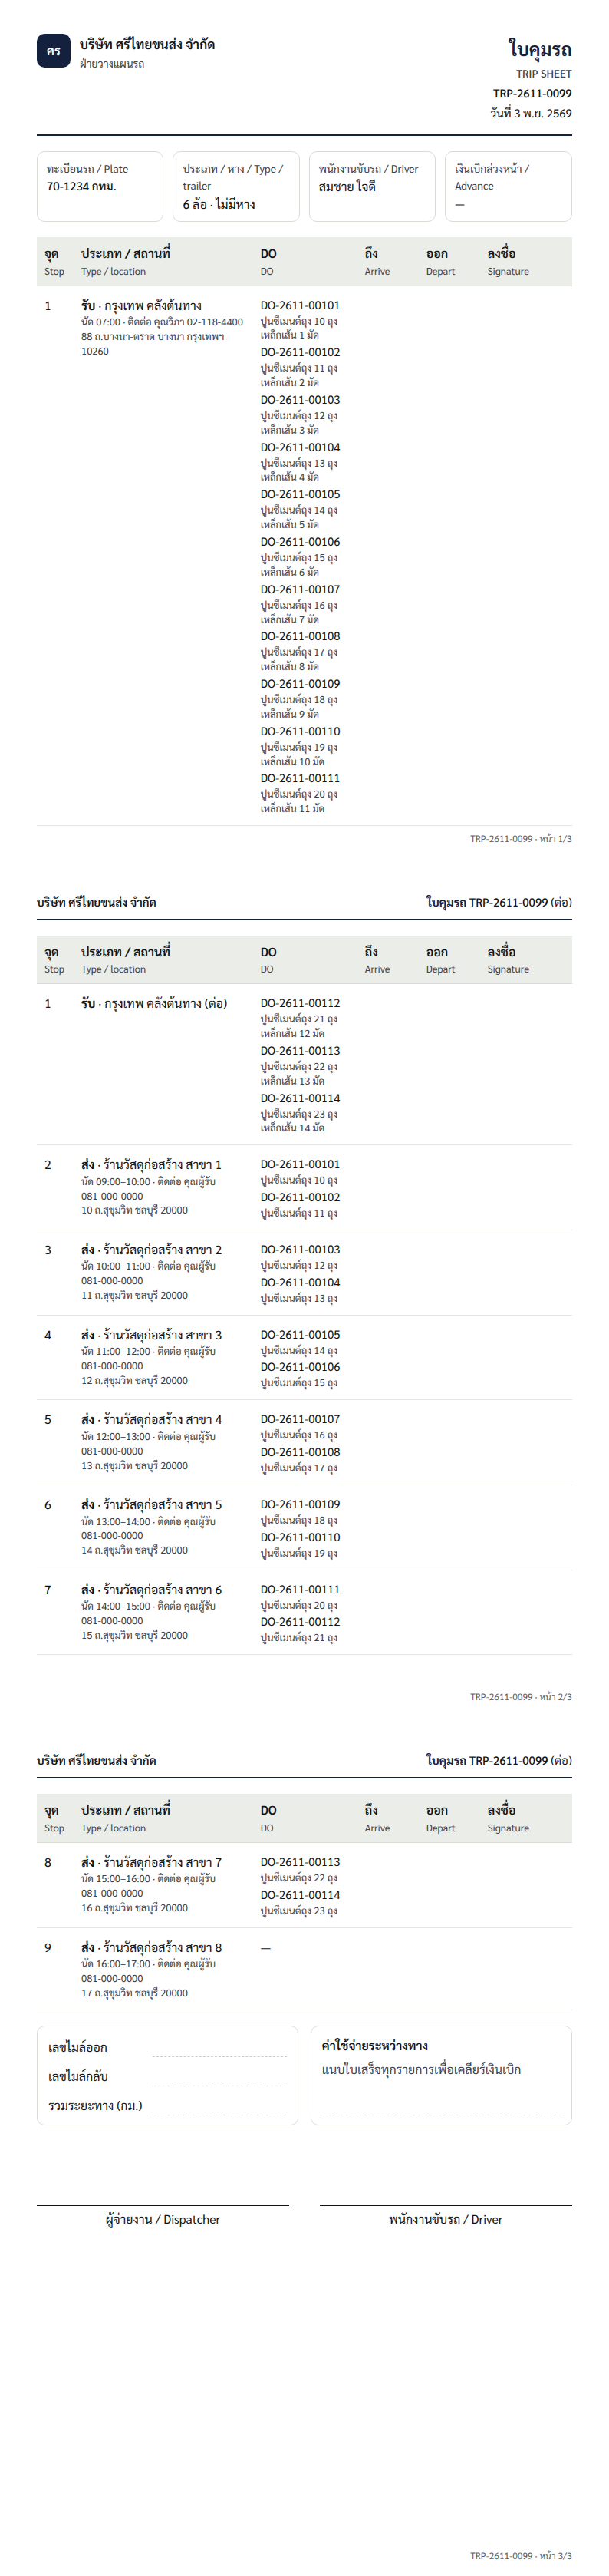 ศร
บริษัท ศรีไทยขนส่ง จำกัด
ฝ่ายวางแผนรถ
ใบคุมรถ
TRIP SHEET
TRP-2611-0099
วันที่ 3 พ.ย. 2569
ทะเบียนรถ / Plate
70-1234 กทม.
ประเภท / หาง / Type /
trailer
6 ล้อ · ไม่มีหาง
พนักงานขับรถ / Driver
สมชาย ใจดี
เงินเบิกล่วงหน้า /
Advance
—
จุด ประเภท / สถานที่ DO ถึง ออก ลงชื่อ
Stop Type / location DO Arrive Depart Signature
1 รับ · กรุงเทพ คลังต้นทาง
นัด 07:00 · ติดต่อ คุณวิภา 02-118-4400
88 ถ.บางนา-ตราด บางนา กรุงเทพฯ
10260
DO-2611-00101
ปูนซีเมนต์ถุง 10 ถุง
เหล็กเส้น 1 มัด
DO-2611-00102
ปูนซีเมนต์ถุง 11 ถุง
เหล็กเส้น 2 มัด
DO-2611-00103
ปูนซีเมนต์ถุง 12 ถุง
เหล็กเส้น 3 มัด
DO-2611-00104
ปูนซีเมนต์ถุง 13 ถุง
เหล็กเส้น 4 มัด
DO-2611-00105
ปูนซีเมนต์ถุง 14 ถุง
เหล็กเส้น 5 มัด
DO-2611-00106
ปูนซีเมนต์ถุง 15 ถุง
เหล็กเส้น 6 มัด
DO-2611-00107
ปูนซีเมนต์ถุง 16 ถุง
เหล็กเส้น 7 มัด
DO-2611-00108
ปูนซีเมนต์ถุง 17 ถุง
เหล็กเส้น 8 มัด
DO-2611-00109
ปูนซีเมนต์ถุง 18 ถุง
เหล็กเส้น 9 มัด
DO-2611-00110
ปูนซีเมนต์ถุง 19 ถุง
เหล็กเส้น 10 มัด
DO-2611-00111
ปูนซีเมนต์ถุง 20 ถุง
เหล็กเส้น 11 มัด
TRP-2611-0099 · หน้า 1/3
บริษัท ศรีไทยขนส่ง จำกัด ใบคุมรถ TRP-2611-0099 (ต่อ)
จุด ประเภท / สถานที่ DO ถึง ออก ลงชื่อ
Stop Type / location DO Arrive Depart Signature
1 รับ · กรุงเทพ คลังต้นทาง (ต่อ)
DO-2611-00112
ปูนซีเมนต์ถุง 21 ถุง
เหล็กเส้น 12 มัด
DO-2611-00113
ปูนซีเมนต์ถุง 22 ถุง
เหล็กเส้น 13 มัด
DO-2611-00114
ปูนซีเมนต์ถุง 23 ถุง
เหล็กเส้น 14 มัด
2 ส่ง · ร้านวัสดุก่อสร้าง สาขา 1
นัด 09:00–10:00 · ติดต่อ คุณผู้รับ
081-000-0000
10 ถ.สุขุมวิท ชลบุรี 20000
DO-2611-00101
ปูนซีเมนต์ถุง 10 ถุง
DO-2611-00102
ปูนซีเมนต์ถุง 11 ถุง
3 ส่ง · ร้านวัสดุก่อสร้าง สาขา 2
นัด 10:00–11:00 · ติดต่อ คุณผู้รับ
081-000-0000
11 ถ.สุขุมวิท ชลบุรี 20000
DO-2611-00103
ปูนซีเมนต์ถุง 12 ถุง
DO-2611-00104
ปูนซีเมนต์ถุง 13 ถุง
4 ส่ง · ร้านวัสดุก่อสร้าง สาขา 3
นัด 11:00–12:00 · ติดต่อ คุณผู้รับ
081-000-0000
12 ถ.สุขุมวิท ชลบุรี 20000
DO-2611-00105
ปูนซีเมนต์ถุง 14 ถุง
DO-2611-00106
ปูนซีเมนต์ถุง 15 ถุง
5 ส่ง · ร้านวัสดุก่อสร้าง สาขา 4
นัด 12:00–13:00 · ติดต่อ คุณผู้รับ
081-000-0000
13 ถ.สุขุมวิท ชลบุรี 20000
DO-2611-00107
ปูนซีเมนต์ถุง 16 ถุง
DO-2611-00108
ปูนซีเมนต์ถุง 17 ถุง
6 ส่ง · ร้านวัสดุก่อสร้าง สาขา 5
นัด 13:00–14:00 · ติดต่อ คุณผู้รับ
081-000-0000
14 ถ.สุขุมวิท ชลบุรี 20000
DO-2611-00109
ปูนซีเมนต์ถุง 18 ถุง
DO-2611-00110
ปูนซีเมนต์ถุง 19 ถุง
7 ส่ง · ร้านวัสดุก่อสร้าง สาขา 6
นัด 14:00–15:00 · ติดต่อ คุณผู้รับ
081-000-0000
15 ถ.สุขุมวิท ชลบุรี 20000
DO-2611-00111
ปูนซีเมนต์ถุง 20 ถุง
DO-2611-00112
ปูนซีเมนต์ถุง 21 ถุง
TRP-2611-0099 · หน้า 2/3
บริษัท ศรีไทยขนส่ง จำกัด ใบคุมรถ TRP-2611-0099 (ต่อ)
จุด ประเภท / สถานที่ DO ถึง ออก ลงชื่อ
Stop Type / location DO Arrive Depart Signature
8 ส่ง · ร้านวัสดุก่อสร้าง สาขา 7
นัด 15:00–16:00 · ติดต่อ คุณผู้รับ
081-000-0000
16 ถ.สุขุมวิท ชลบุรี 20000
DO-2611-00113
ปูนซีเมนต์ถุง 22 ถุง
DO-2611-00114
ปูนซีเมนต์ถุง 23 ถุง
9 ส่ง · ร้านวัสดุก่อสร้าง สาขา 8
นัด 16:00–17:00 · ติดต่อ คุณผู้รับ
081-000-0000
17 ถ.สุขุมวิท ชลบุรี 20000
—
เลขไมล์ออก
เลขไมล์กลับ
รวมระยะทาง (กม.)
ค่าใช้จ่ายระหว่างทาง
แนบใบเสร็จทุกรายการเพื่อเคลียร์เงินเบิก
ผู้จ่ายงาน / Dispatcher
พนักงานขับรถ / Driver
TRP-2611-0099 · หน้า 3/3